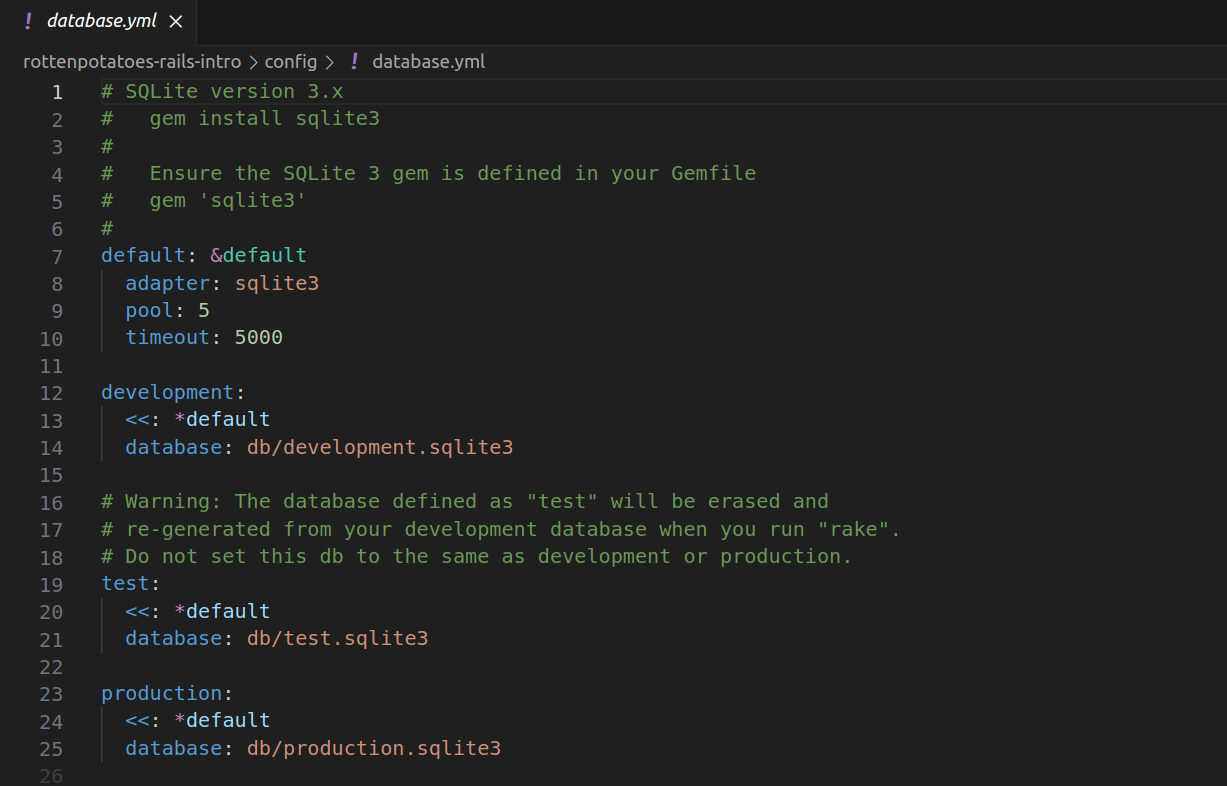 ! database.yml ×
rottenpotatoes-rails-intro > config > ! database.yml
1 # SQLite version 3.x
2 #   gem install sqlite3
3 #
4 #   Ensure the SQLite 3 gem is defined in your Gemfile
5 #   gem 'sqlite3'
6 #
7 default: &default
8   adapter: sqlite3
9   pool: 5
10   timeout: 5000
11
12 development:
13   <<: *default
14   database: db/development.sqlite3
15
16 # Warning: The database defined as "test" will be erased and
17 # re-generated from your development database when you run "rake".
18 # Do not set this db to the same as development or production.
19 test:
20   <<: *default
21   database: db/test.sqlite3
22
23 production:
24   <<: *default
25   database: db/production.sqlite3
26